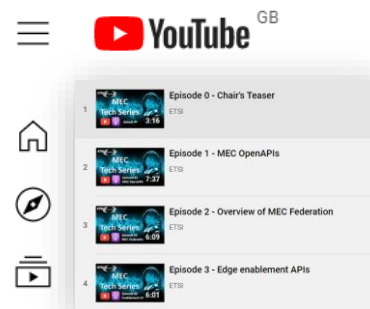 YouTube GB
1
MEC
Tech Series
3:16
Episode 0 - Chair's Teaser
ETSI
2
MEC
Tech Series
7:37
Episode 1 - MEC OpenAPIs
ETSI
3
MEC
Tech Series
6:09
Episode 2 - Overview of MEC Federation
ETSI
4
MEC
Tech Series
6:01
Episode 3 - Edge enablement APIs
ETSI